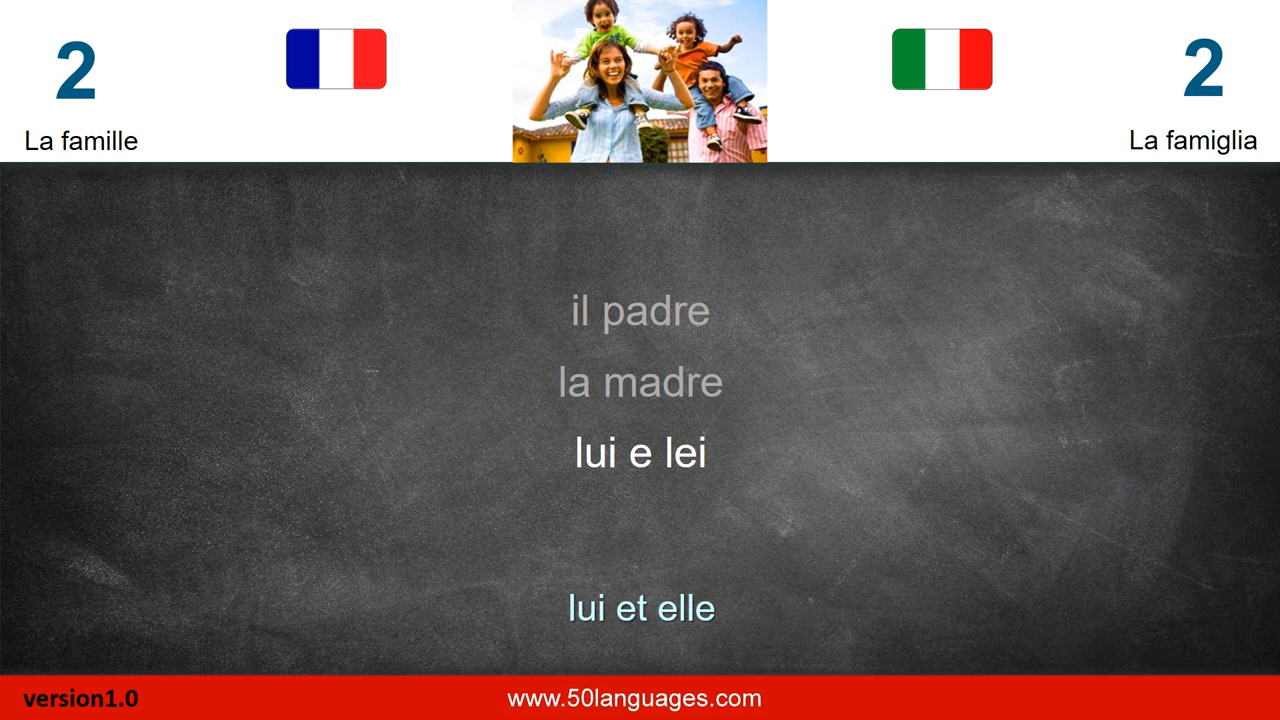 2
La famille
2
La famiglia
il padre
la madre
lui e lei
lui et elle
version1.0
www.50languages.com